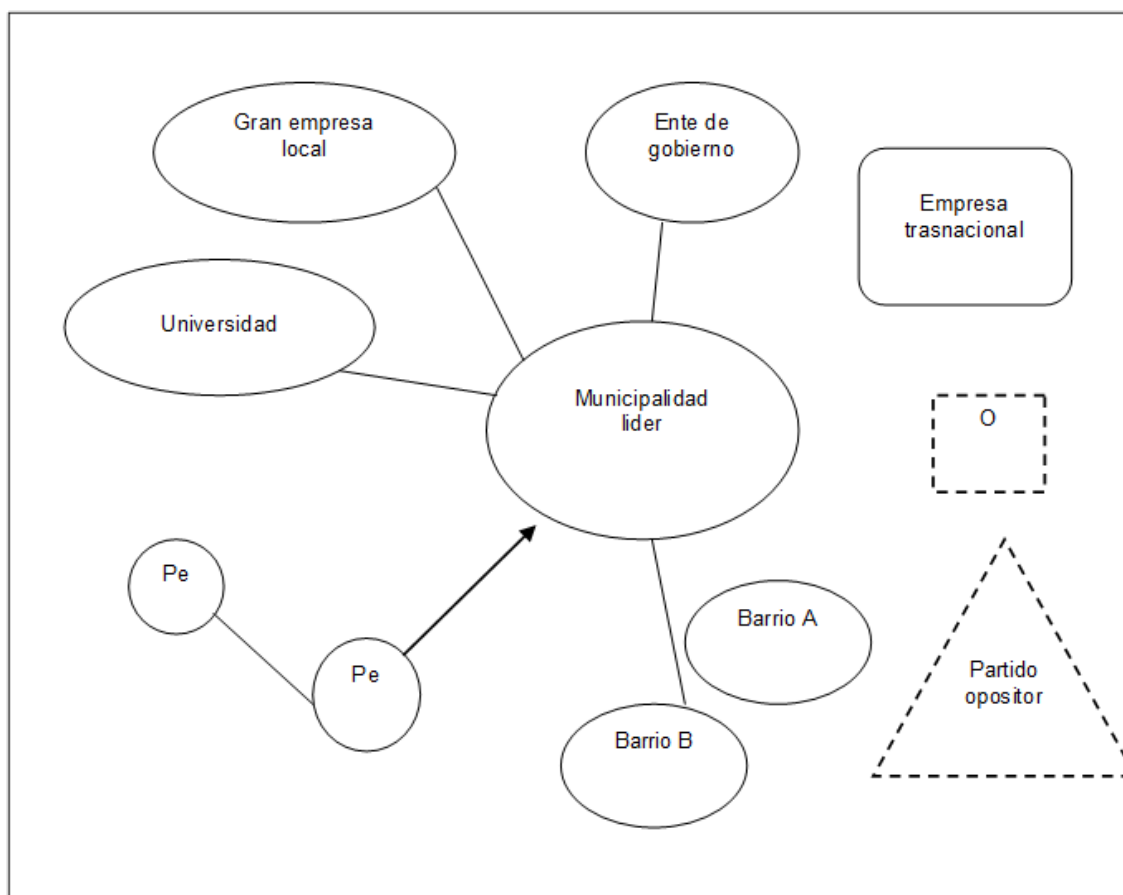 Gran empresa
local
Ente de
gobierno
Empresa
trasnacional
Universidad
Municipalidad
lider
O
Pe
Pe
Barrio A
Partido
opositor
Barrio B